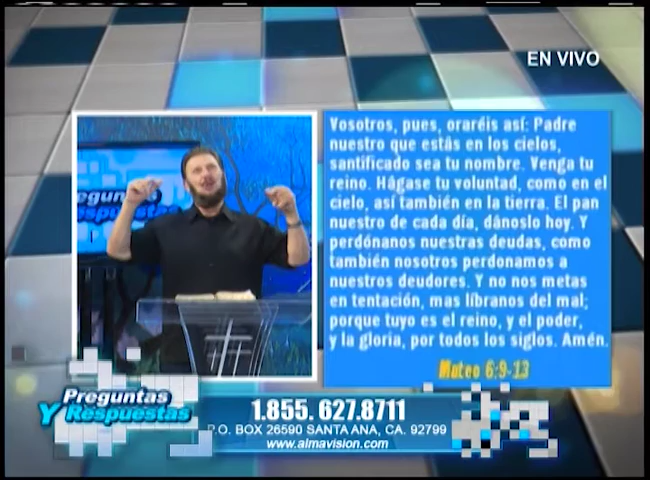 EN VIVO
Vosotros, pues, oraréis así: Padre
nuestro que estás en los cielos,
santificado sea tu nombre. Venga tu
reino. Hágase tu voluntad, como en el
cielo, así también en la tierra. El pan
nuestro de cada día, dánoslo hoy. Y
perdónanos nuestras deudas, como
también nosotros perdonamos a
nuestros deudores. Y no nos metas
en tentación, mas líbranos del mal;
porque tuyo es el reino, y el poder,
y la gloria, por todos los siglos. Amén.
Mateo 6:9-13
eguntas
espuestas
Preguntas
Y Respuestas
1.855. 627.8711
P.O. BOX 26590 SANTA ANA, CA. 92799
www.almavision.com